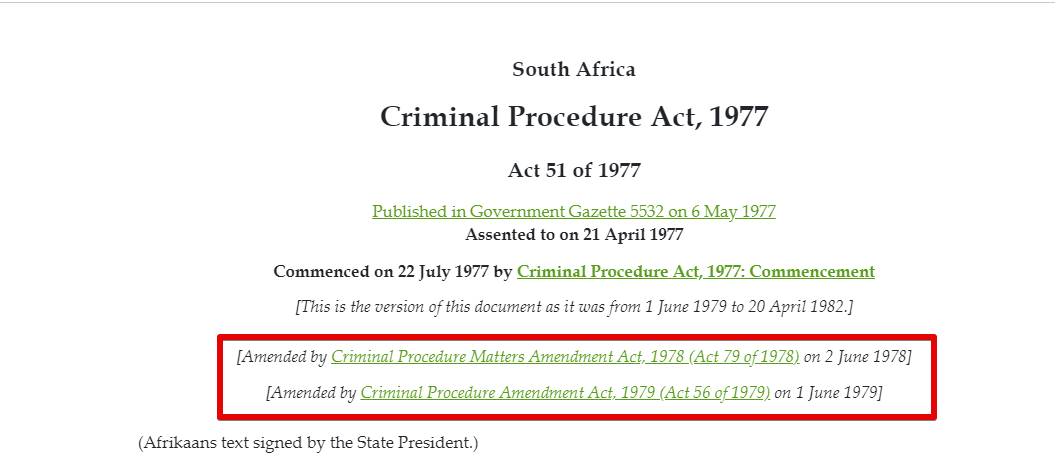 South Africa
Criminal Procedure Act, 1977
Act 51 of 1977
Published in Government Gazette 5532 on 6 May 1977
Assented to on 21 April 1977
Commenced on 22 July 1977 by Criminal Procedure Act, 1977: Commencement
[This is the version of this document as it was from 1 June 1979 to 20 April 1982.]
[Amended by Criminal Procedure Matters Amendment Act, 1978 (Act 79 of 1978) on 2 June 1978]
[Amended by Criminal Procedure Amendment Act, 1979 (Act 56 of 1979) on 1 June 1979]
(Afrikaans text signed by the State President.)